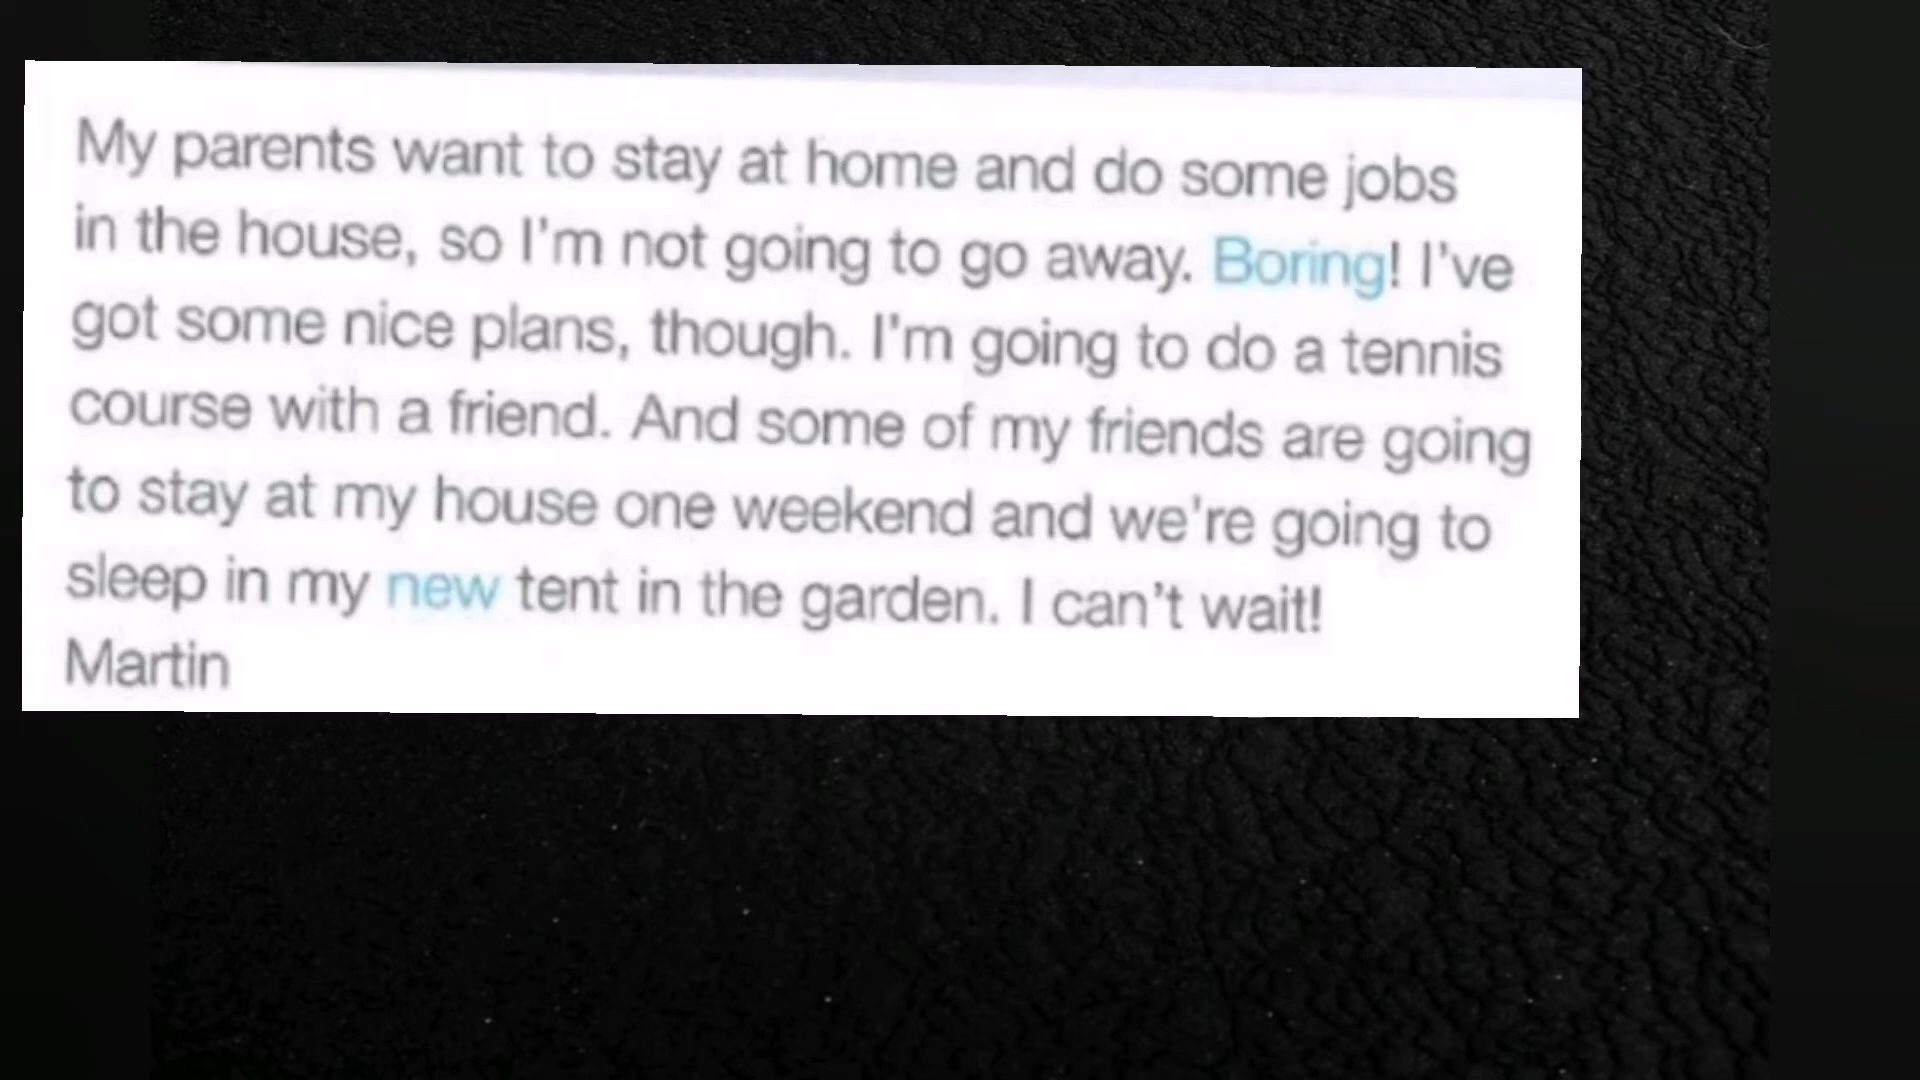 My parents want to stay at home and do some jobs
in the house, so I'm not going to go away. Boring! I've
got some nice plans, though. I'm going to do a tennis
course with a friend. And some of my friends are going
to stay at my house one weekend and we're going to
sleep in my new tent in the garden. I can't wait!
Martin